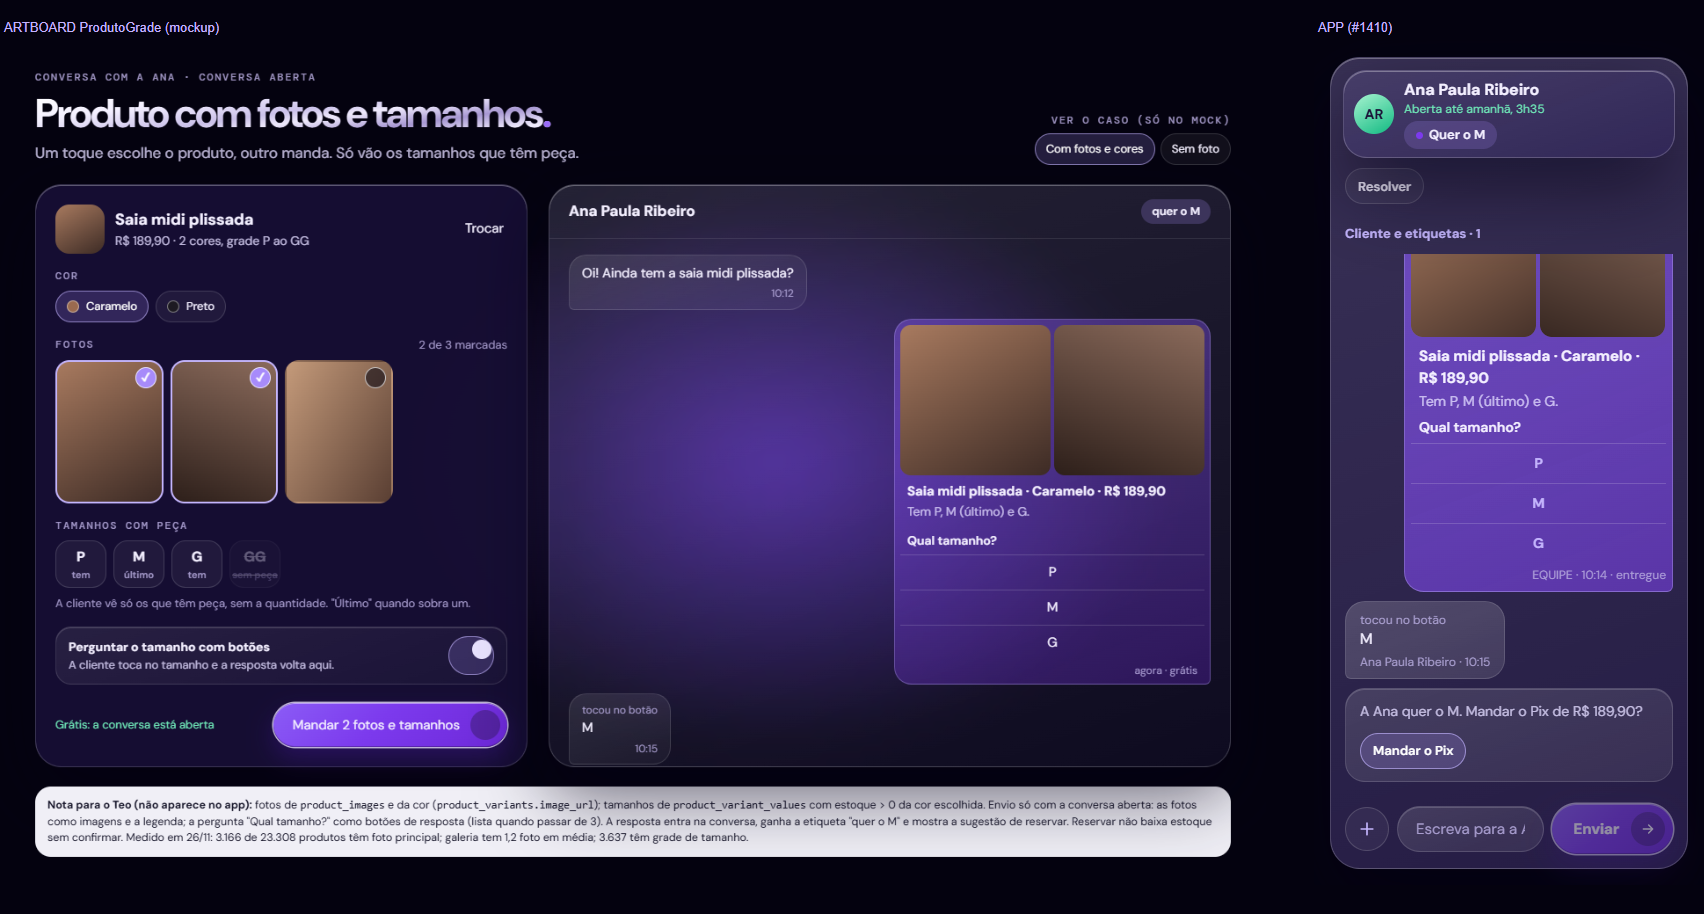 ARTBOARD ProdutoGrade (mockup)
CONVERSA COM A ANA · CONVERSA ABERTA
Produto com fotos e tamanhos.
Um toque escolhe o produto, outro manda. Só vão os tamanhos que têm peça.
VER O CASO (SÓ NO MOCK)
Com fotos e cores
Sem foto
Saia midi plissada
R$ 189,90 · 2 cores, grade P ao GG
Trocar
COR
Caramelo
Preto
FOTOS
2 de 3 marcadas
TAMANHOS COM PEÇA
P
tem
M
último
G
tem
GG
sem peça
A cliente vê só os que têm peça, sem a quantidade. "Último" quando sobra um.
Perguntar o tamanho com botões
A cliente toca no tamanho e a resposta volta aqui.
Grátis: a conversa está aberta
Mandar 2 fotos e tamanhos
Ana Paula Ribeiro
quer o M
Oi! Ainda tem a saia midi plissada?
10:12
Saia midi plissada · Caramelo · R$ 189,90
Tem P, M (último) e G.
Qual tamanho?
P
M
G
agora · grátis
tocou no botão
M
10:15
Nota para o Teo (não aparece no app): fotos de product_images e da cor (product_variants.image_url); tamanhos de product_variant_values com estoque > 0 da cor escolhida. Envio só com a conversa aberta: as fotos
como imagens e a legenda; a pergunta "Qual tamanho?" como botões de resposta (lista quando passar de 3). A resposta entra na conversa, ganha a etiqueta "quer o M" e mostra a sugestão de reservar. Reservar não baixa estoque
sem confirmar. Medido em 26/11: 3.166 de 23.308 produtos têm foto principal; galeria tem 1,2 foto em média; 3.637 têm grade de tamanho.
APP (#1410)
AR
Ana Paula Ribeiro
Aberta até amanhã, 3h35
Quer o M
Resolver
Cliente e etiquetas · 1
Saia midi plissada · Caramelo ·
R$ 189,90
Tem P, M (último) e G.
Qual tamanho?
P
M
G
EQUIPE · 10:14 · entregue
tocou no botão
M
Ana Paula Ribeiro · 10:15
A Ana quer o M. Mandar o Pix de R$ 189,90?
Mandar o Pix
Escreva para a
Enviar